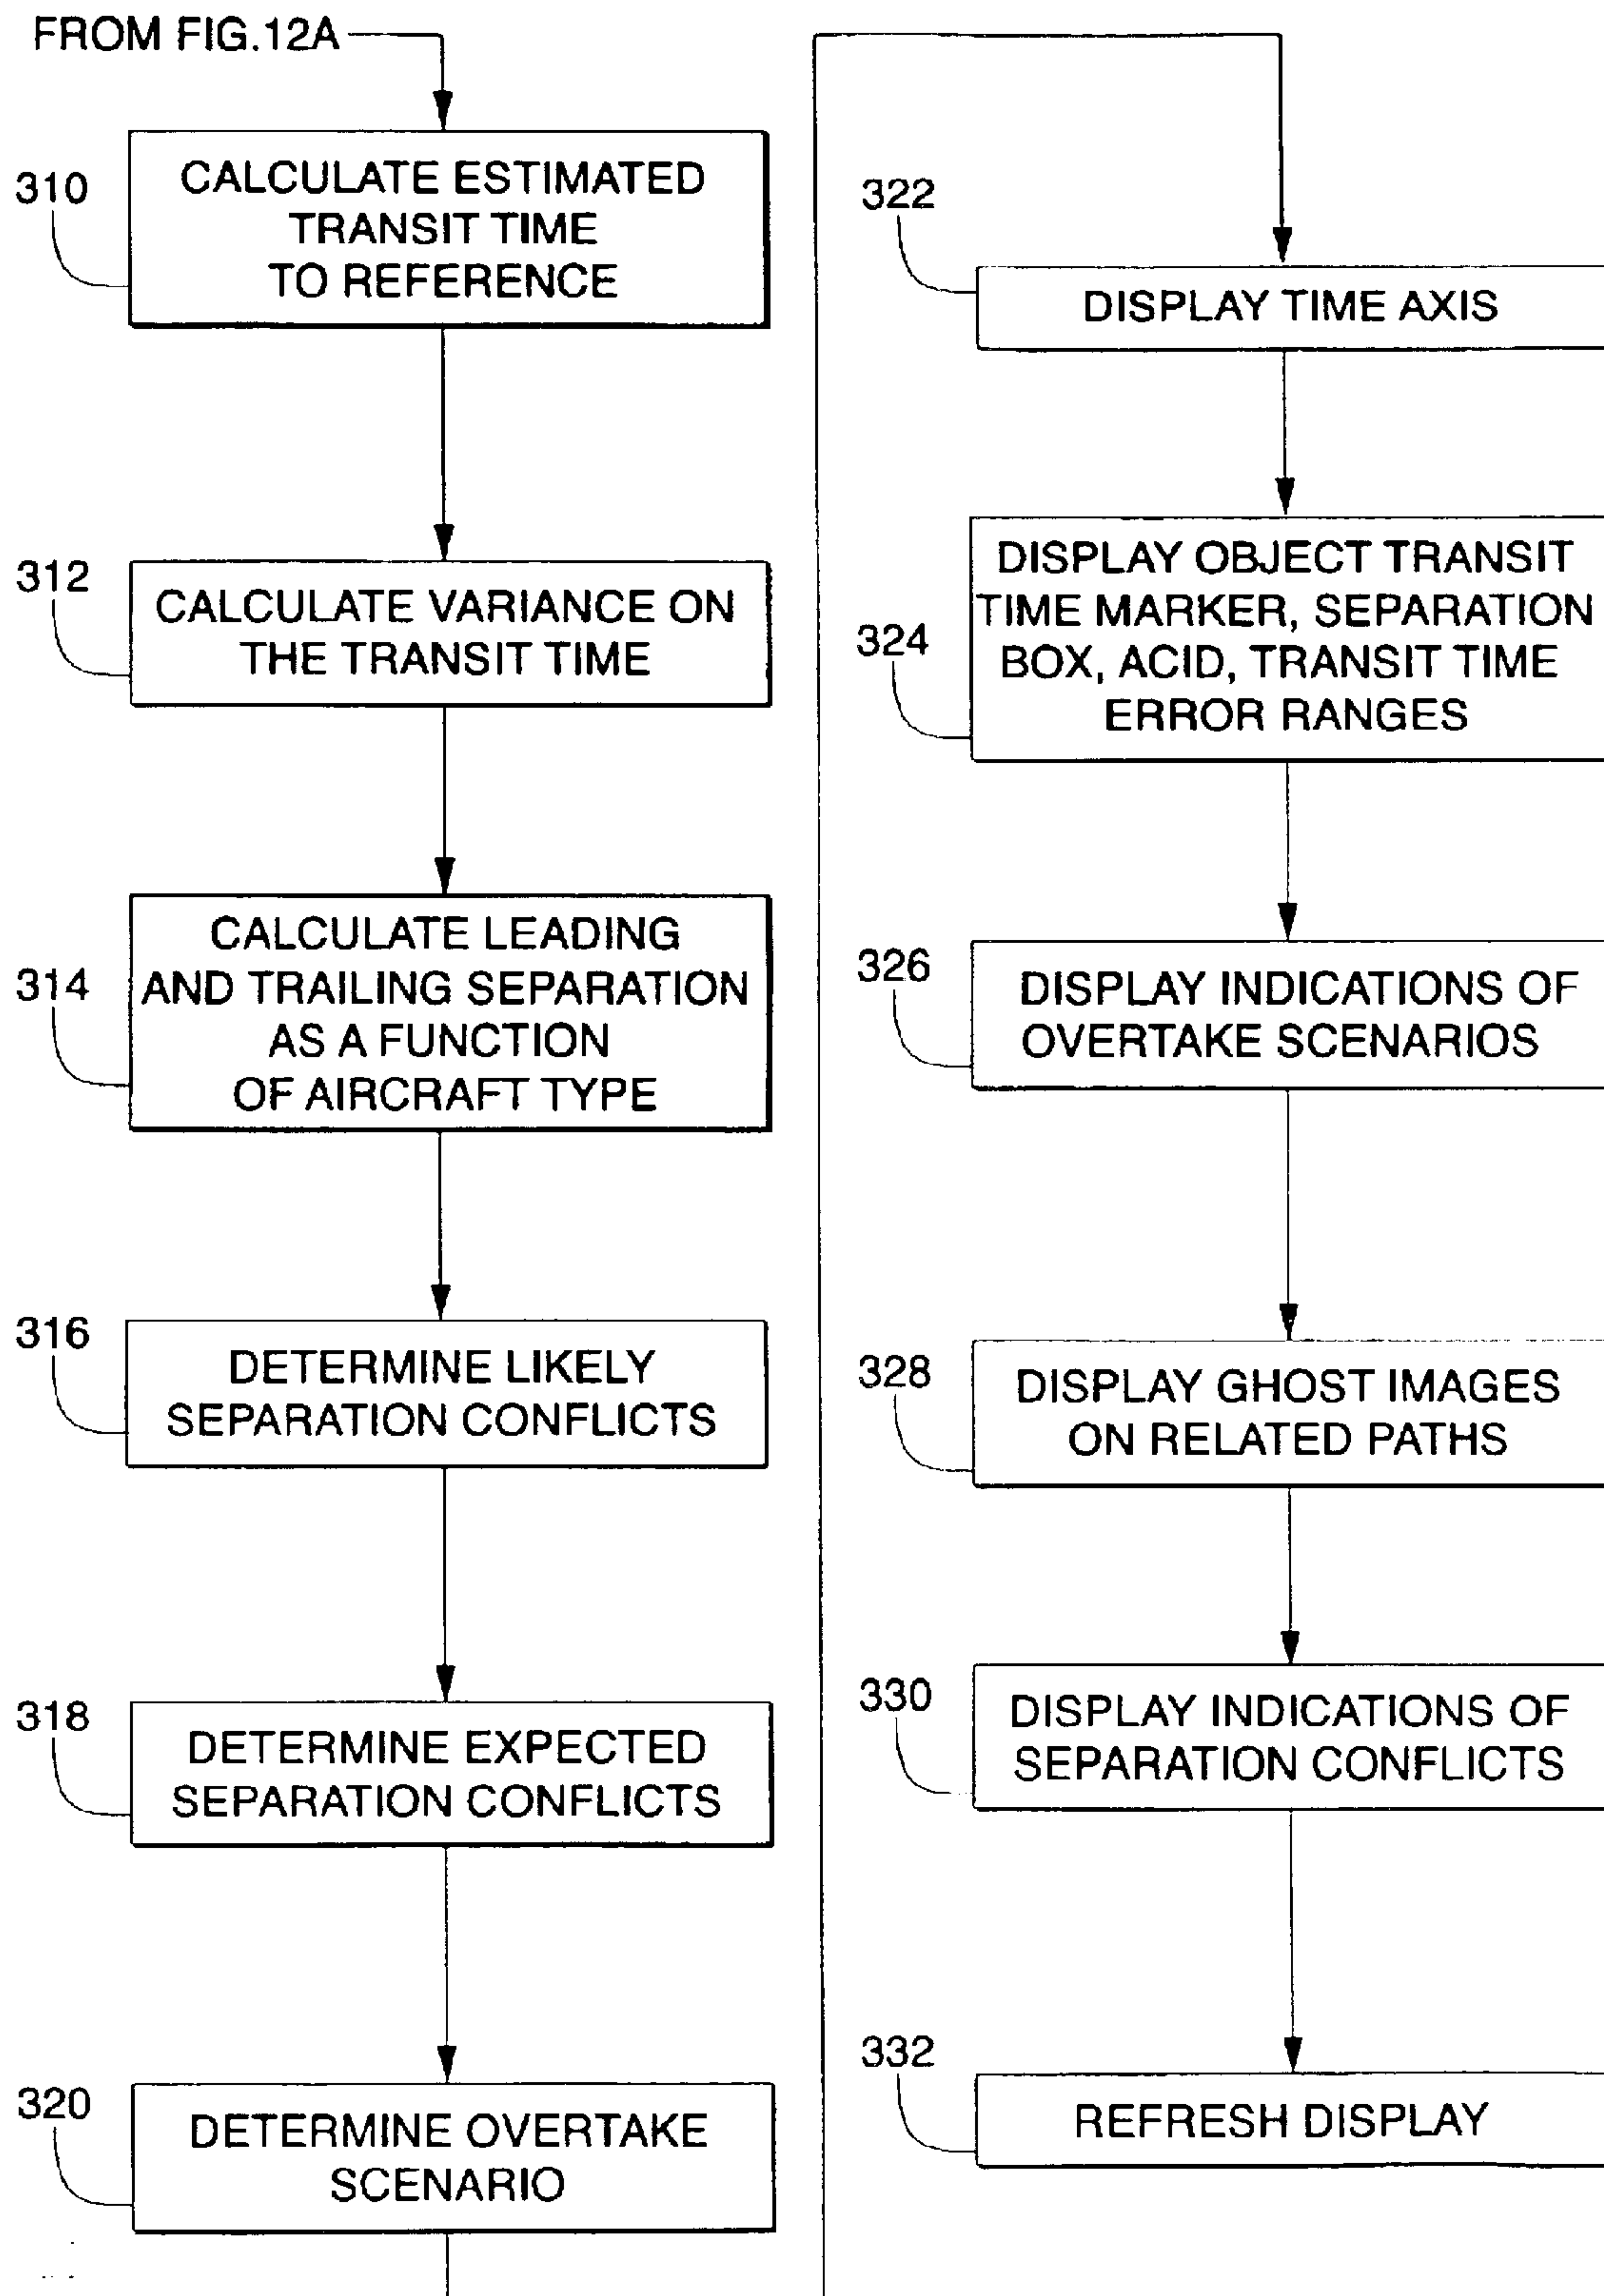 FROM FIG.12A
310
CALCULATE ESTIMATED
TRANSIT TIME
TO REFERENCE
312
CALCULATE VARIANCE ON
THE TRANSIT TIME
314
CALCULATE LEADING
AND TRAILING SEPARATION
AS A FUNCTION
OF AIRCRAFT TYPE
316
DETERMINE LIKELY
SEPARATION CONFLICTS
318
DETERMINE EXPECTED
SEPARATION CONFLICTS
320
DETERMINE OVERTAKE
SCENARIO
322
DISPLAY TIME AXIS
324
DISPLAY OBJECT TRANSIT
TIME MARKER, SEPARATION
BOX, ACID, TRANSIT TIME
ERROR RANGES
326
DISPLAY INDICATIONS OF
OVERTAKE SCENARIOS
328
DISPLAY GHOST IMAGES
ON RELATED PATHS
330
DISPLAY INDICATIONS OF
SEPARATION CONFLICTS
332
REFRESH DISPLAY